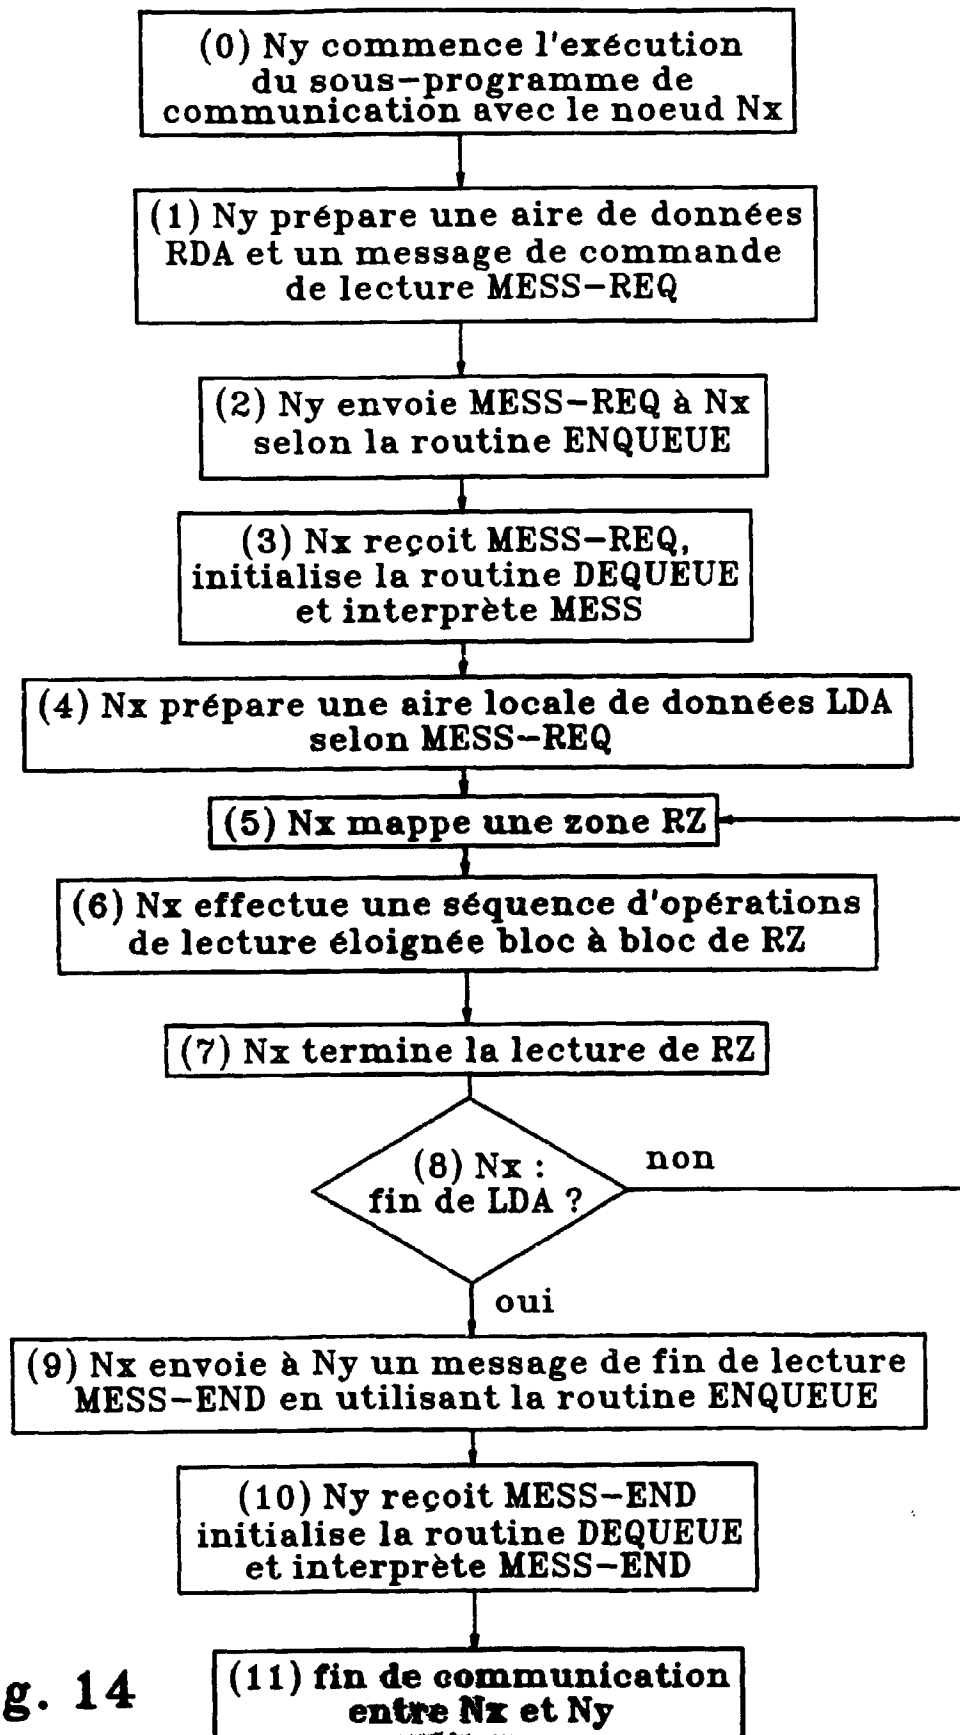 (0) Ny commence l'exécution
du sous-programme de
communication avec le noeud Nx
(1) Ny prépare une aire de données
RDA et un message de commande
de lecture MESS-REQ
(2) Ny envoie MESS-REQ à Nx
selon la routine ENQUEUE
(3) Nx reçoit MESS-REQ,
initialise la routine DEQUEUE
et interprète MESS
(4) Nx prépare une aire locale de données LDA
selon MESS-REQ
(5) Nx mappe une zone RZ
(6) Nx effectue une séquence d'opérations
de lecture éloignée bloc à bloc de RZ
(7) Nx termine la lecture de RZ
(8) Nx :
fin de LDA ?
non
oui
(9) Nx envoie à Ny un message de fin de lecture
MESS-END en utilisant la routine ENQUEUE
(10) Ny reçoit MESS-END
initialise la routine DEQUEUE
et interprète MESS-END
(11) fin de communication
entre Nx et Ny
g. 14